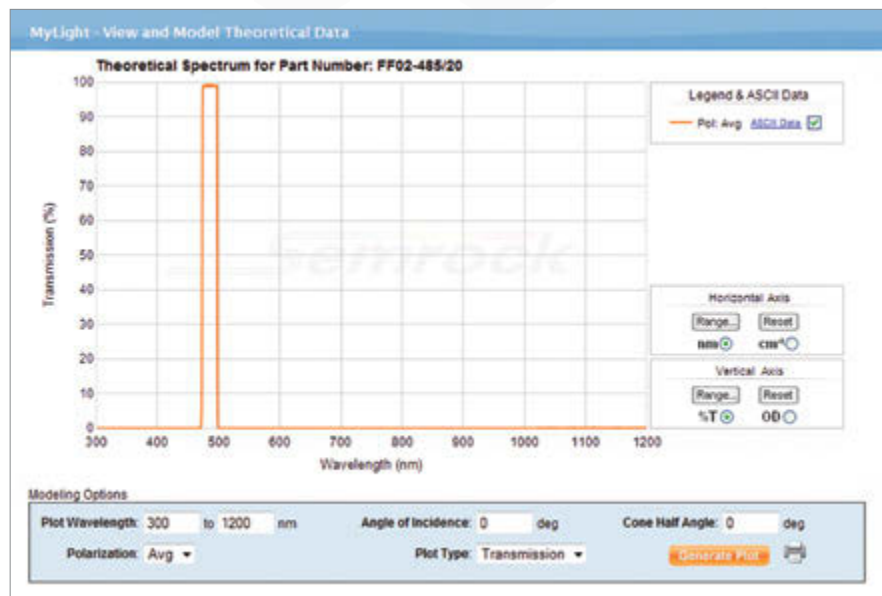 MyLight - View and Model Theoretical Data
Theoretical Spectrum for Part Number: FF02-485/20
100
90
80
70
60
50
40
30
20
10
0
Transmission (%)
300 400 500 600 700 800 900 1000 1100 1200
Wavelength (nm)
Semrock
Legend & ASCII Data
Pol: Avg ASCII Data
Horizontal Axis
Range... Reset
nm cm⁻¹
Vertical Axis
Range... Reset
%T OD
Modeling Options
Plot Wavelength: 300 to 1200 nm Angle of Incidence: 0 deg Cone Half Angle: 0 deg
Polarization: Avg Plot Type: Transmission Generate Plot